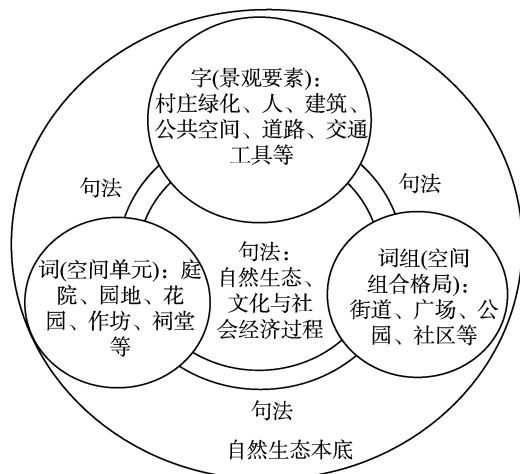 字(景观要素)：
村庄绿化、人、建筑、
公共空间、道路、交通
工具等
句法
句法
词(空间单元)：庭
院、园地、花
园、作坊、祠堂
等
句法：
自然生态、
文化与社
会经济过程
词组(空间
组合格局)：
街道、广场、公
园、社区等
句法
自然生态本底